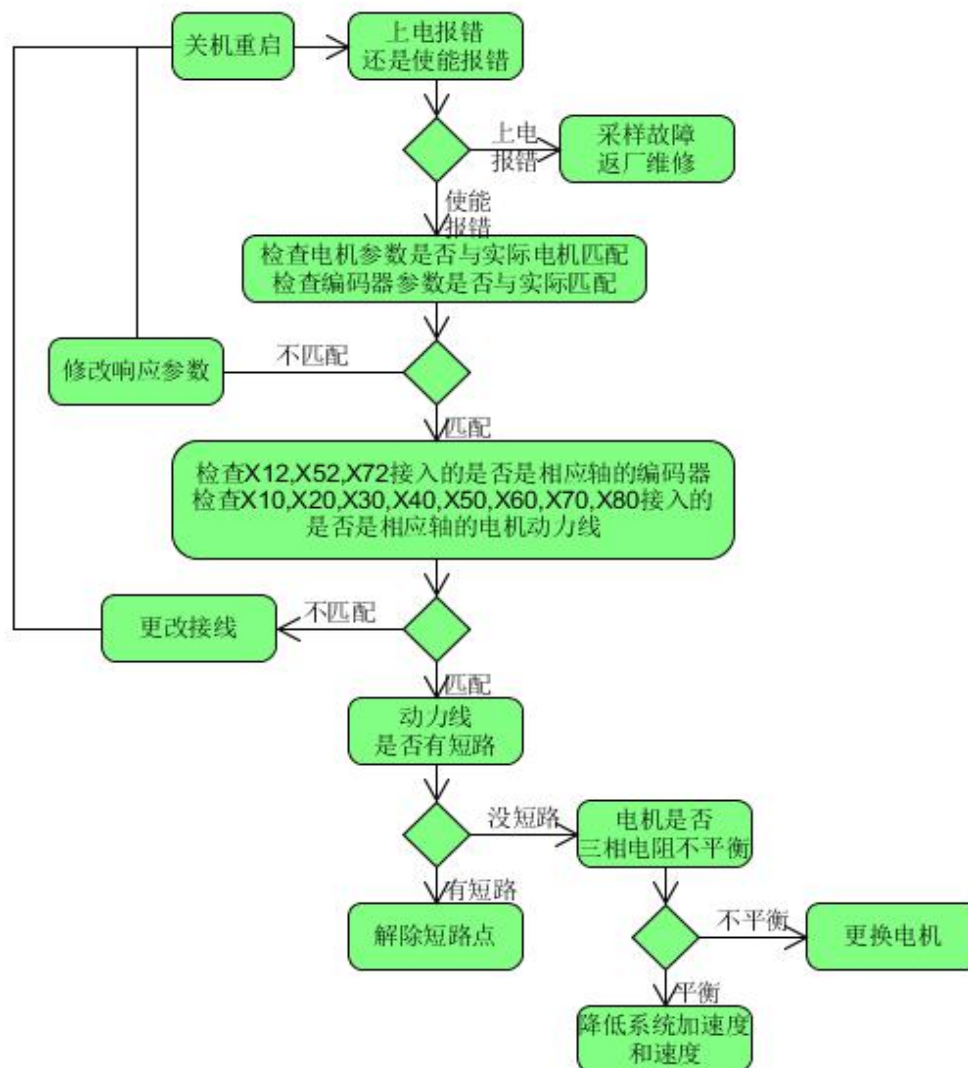 关机重启
上电报错
还是使能报错
上电
报错
采样故障
返厂维修
使能
报错
检查电机参数是否与实际电机匹配
检查编码器参数是否与实际匹配
修改响应参数
不匹配
匹配
检查X12,X52,X72接入的是否是相应轴的编码器
检查X10,X20,X30,X40,X50,X60,X70,X80接入的
是否是相应轴的电机动力线
更改接线
不匹配
匹配
动力线
是否有短路
没短路
电机是否
三相电阻不平衡
有短路
解除短路点
不平衡
更换电机
平衡
降低系统加速度
和速度